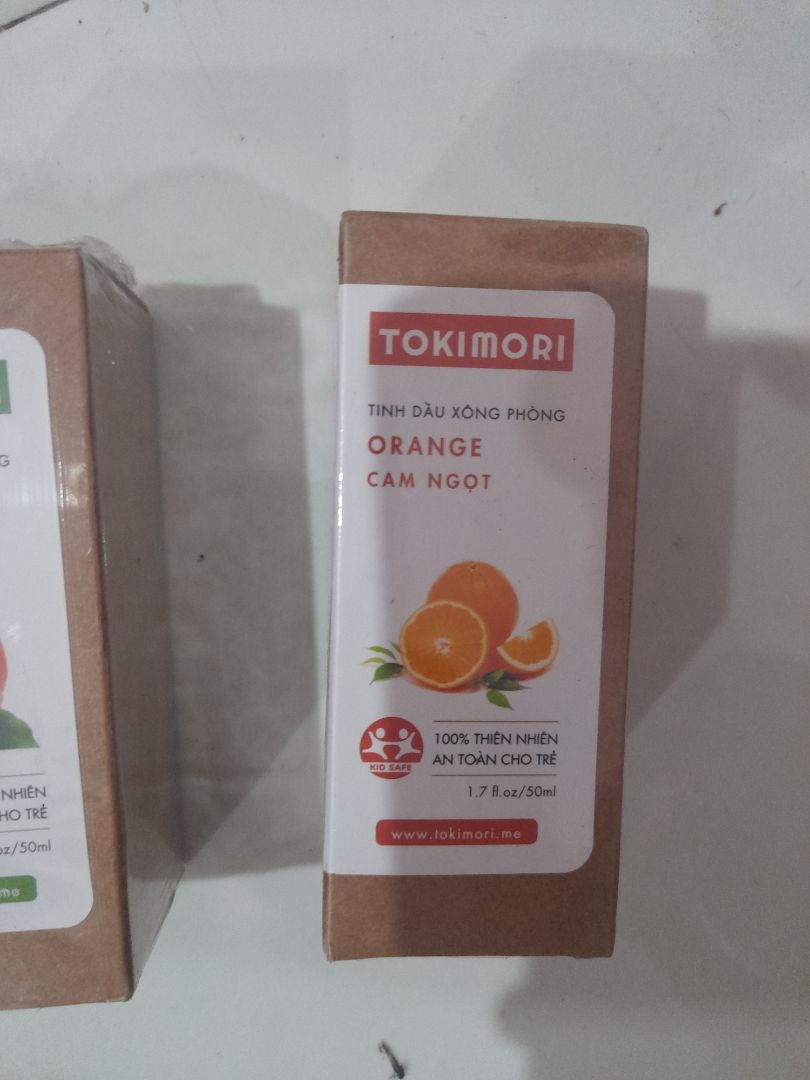 TOKIMORI
TINH DẦU XÔNG PHÒNG
ORANGE
CAM NGỌT
KID SAFE
100% THIÊN NHIÊN
AN TOÀN CHO TRẺ
1.7 fl.oz/50ml
www.tokimori.me
NHIÊN
HO TRẺ
oz/50ml
me